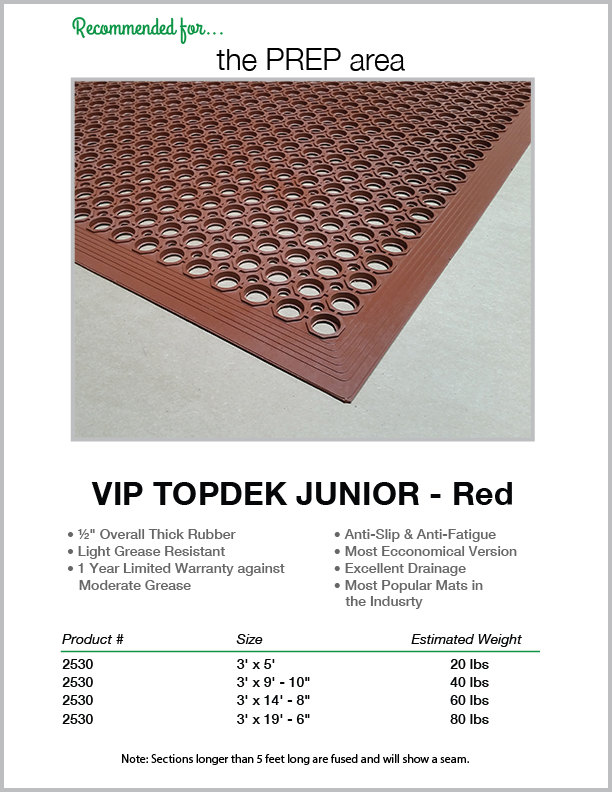 Recommended for...
the PREP area
VIP TOPDEK JUNIOR - Red
• ½" Overall Thick Rubber
• Light Grease Resistant
• 1 Year Limited Warranty against
Moderate Grease
• Anti-Slip & Anti-Fatigue
• Most Ecconomical Version
• Excellent Drainage
• Most Popular Mats in
the Indusrty
Product # Size Estimated Weight
2530 3' x 5' 20 lbs
2530 3' x 9' - 10" 40 lbs
2530 3' x 14' - 8" 60 lbs
2530 3' x 19' - 6" 80 lbs
Note: Sections longer than 5 feet long are fused and will show a seam.